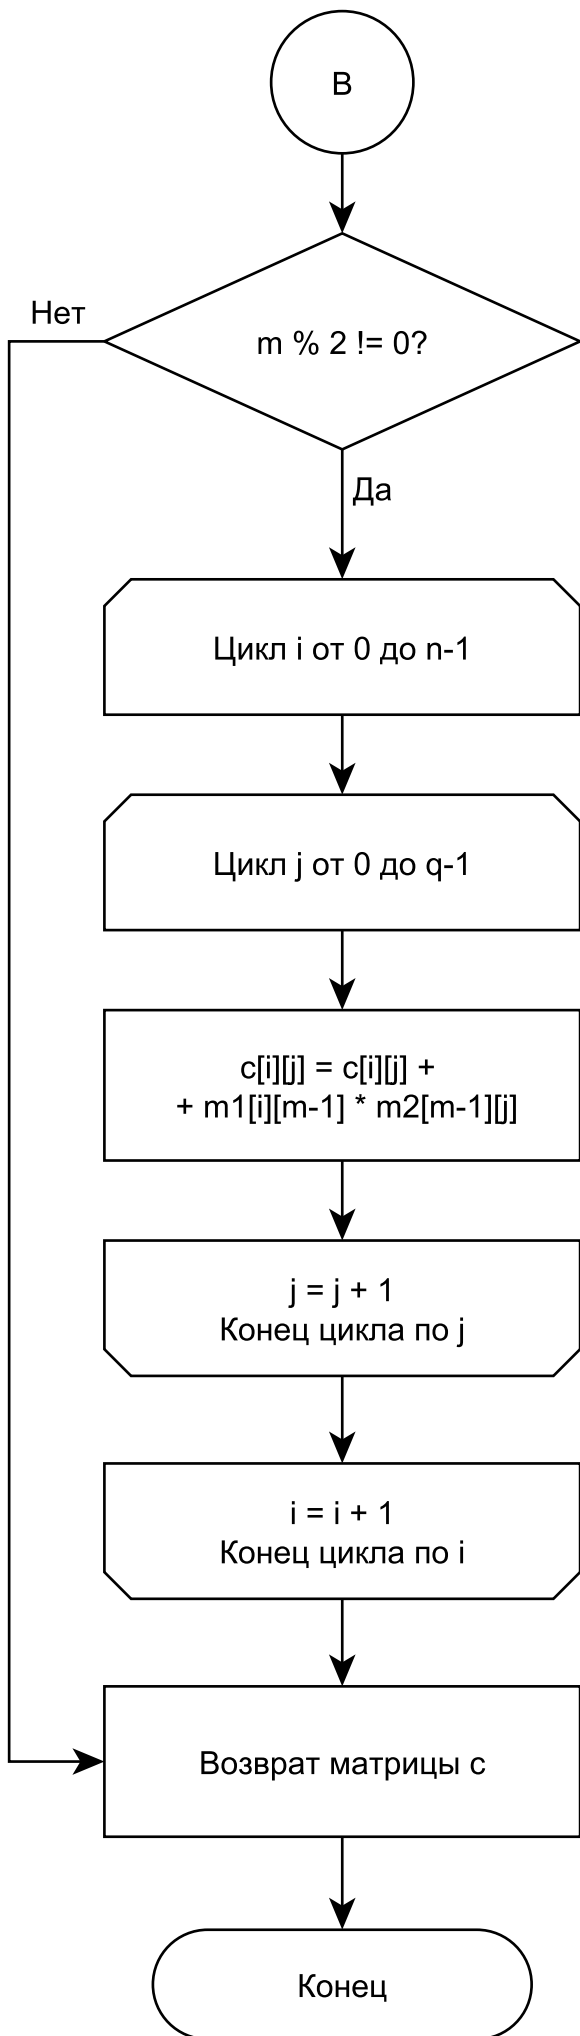 B
m % 2 != 0?
Нет
Да
Цикл i от 0 до n-1
Цикл j от 0 до q-1
c[i][j] = c[i][j] +
+ m1[i][m-1] * m2[m-1][j]
j = j + 1
Конец цикла по j
i = i + 1
Конец цикла по i
Возврат матрицы c
Конец